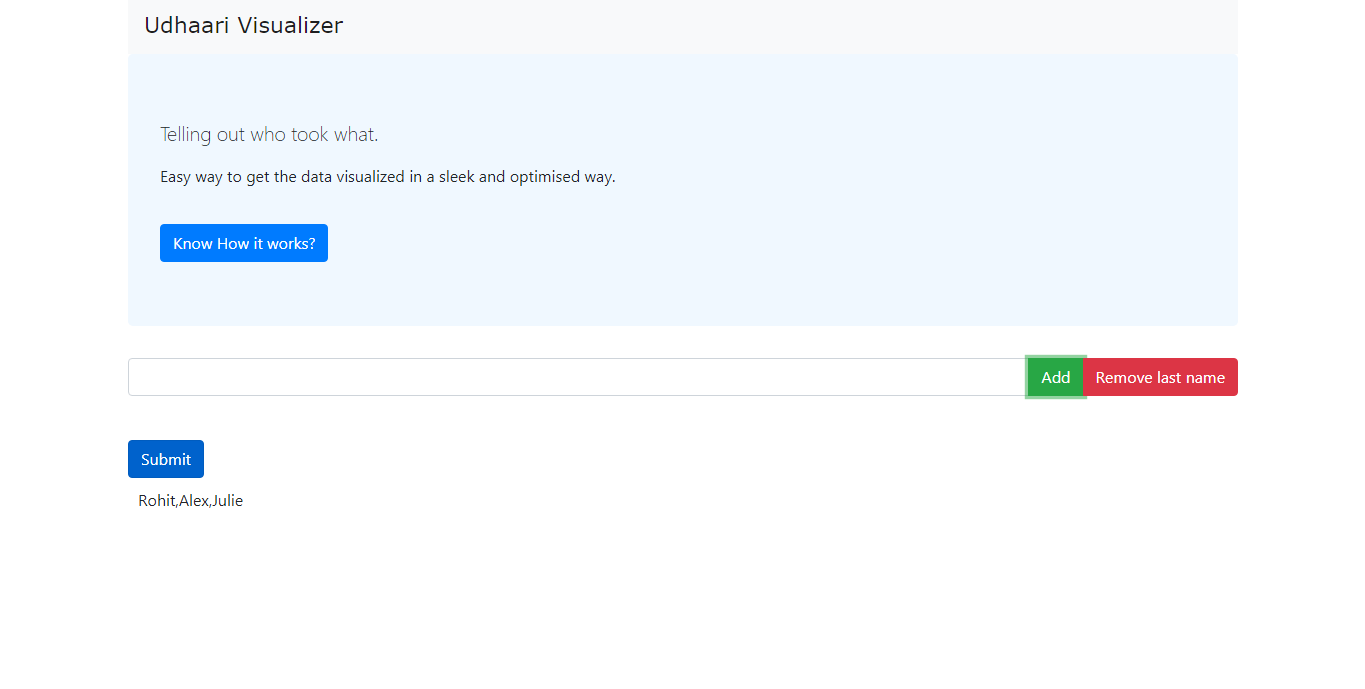 Udhaari Visualizer
Telling out who took what.
Easy way to get the data visualized in a sleek and optimised way.
Know How it works?
Add Remove last name
Submit
Rohit,Alex,Julie